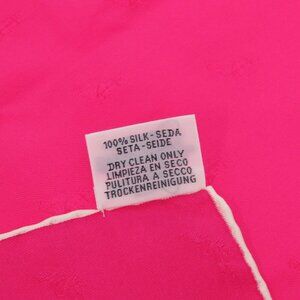 100% SILK-SEDA
SETA-SEIDE
DRY CLEAN ONLY
LIMPIEZA EN SECO
PULITURA A SECCO
TROCKENREINIGUNG